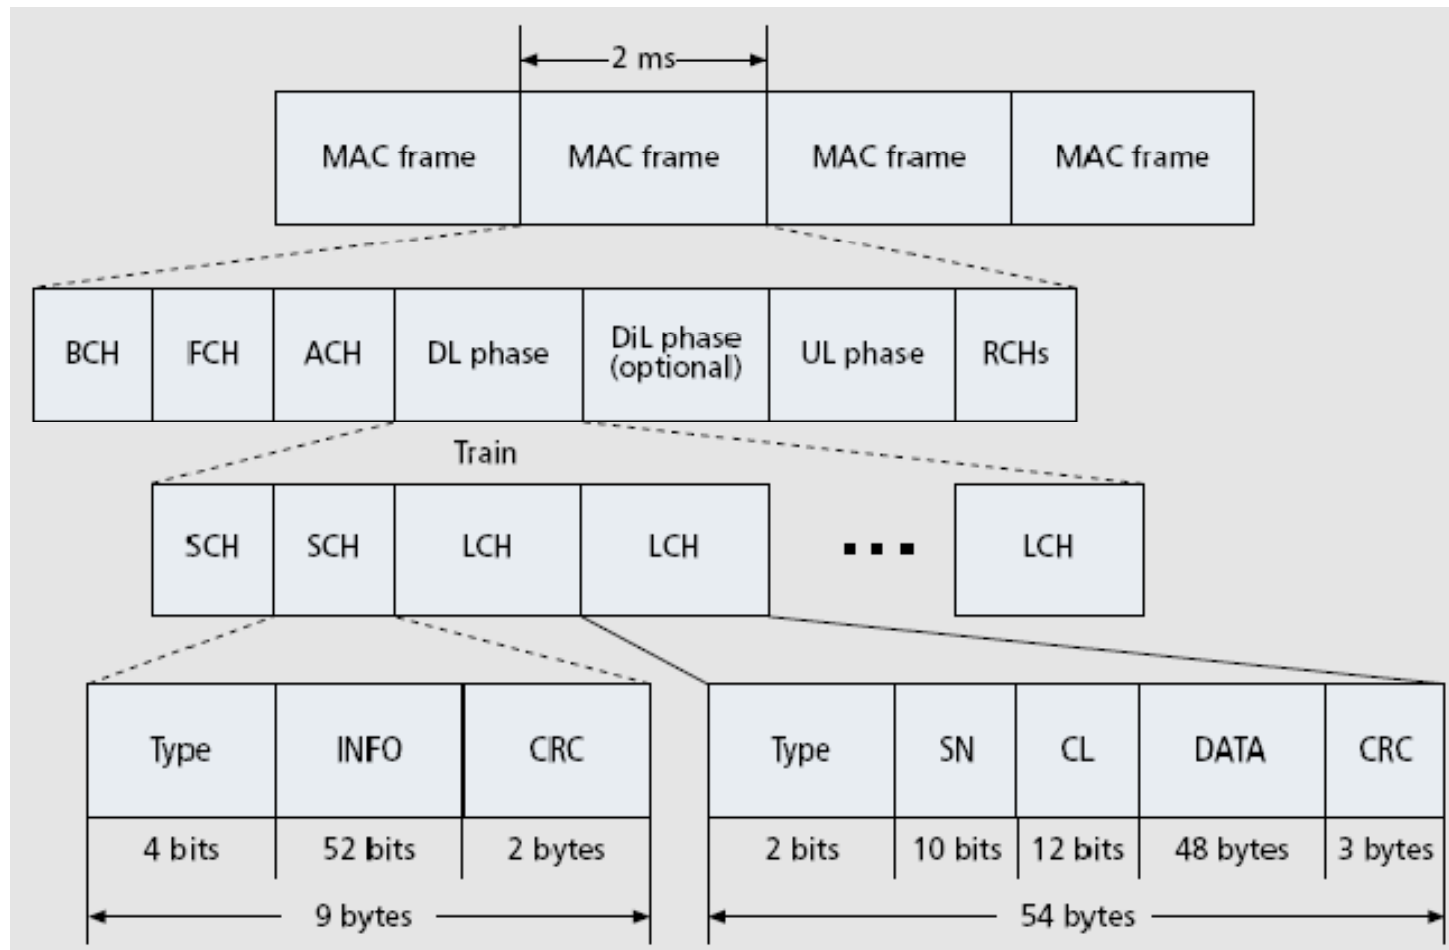 2 ms
MAC frame
MAC frame
MAC frame
MAC frame
BCH
FCH
ACH
DL phase
DiL phase
(optional)
UL phase
RCHs
Train
SCH
SCH
LCH
LCH
LCH
Type
INFO
CRC
Type
SN
CL
DATA
CRC
4 bits
52 bits
2 bytes
2 bits
10 bits
12 bits
48 bytes
3 bytes
9 bytes
54 bytes